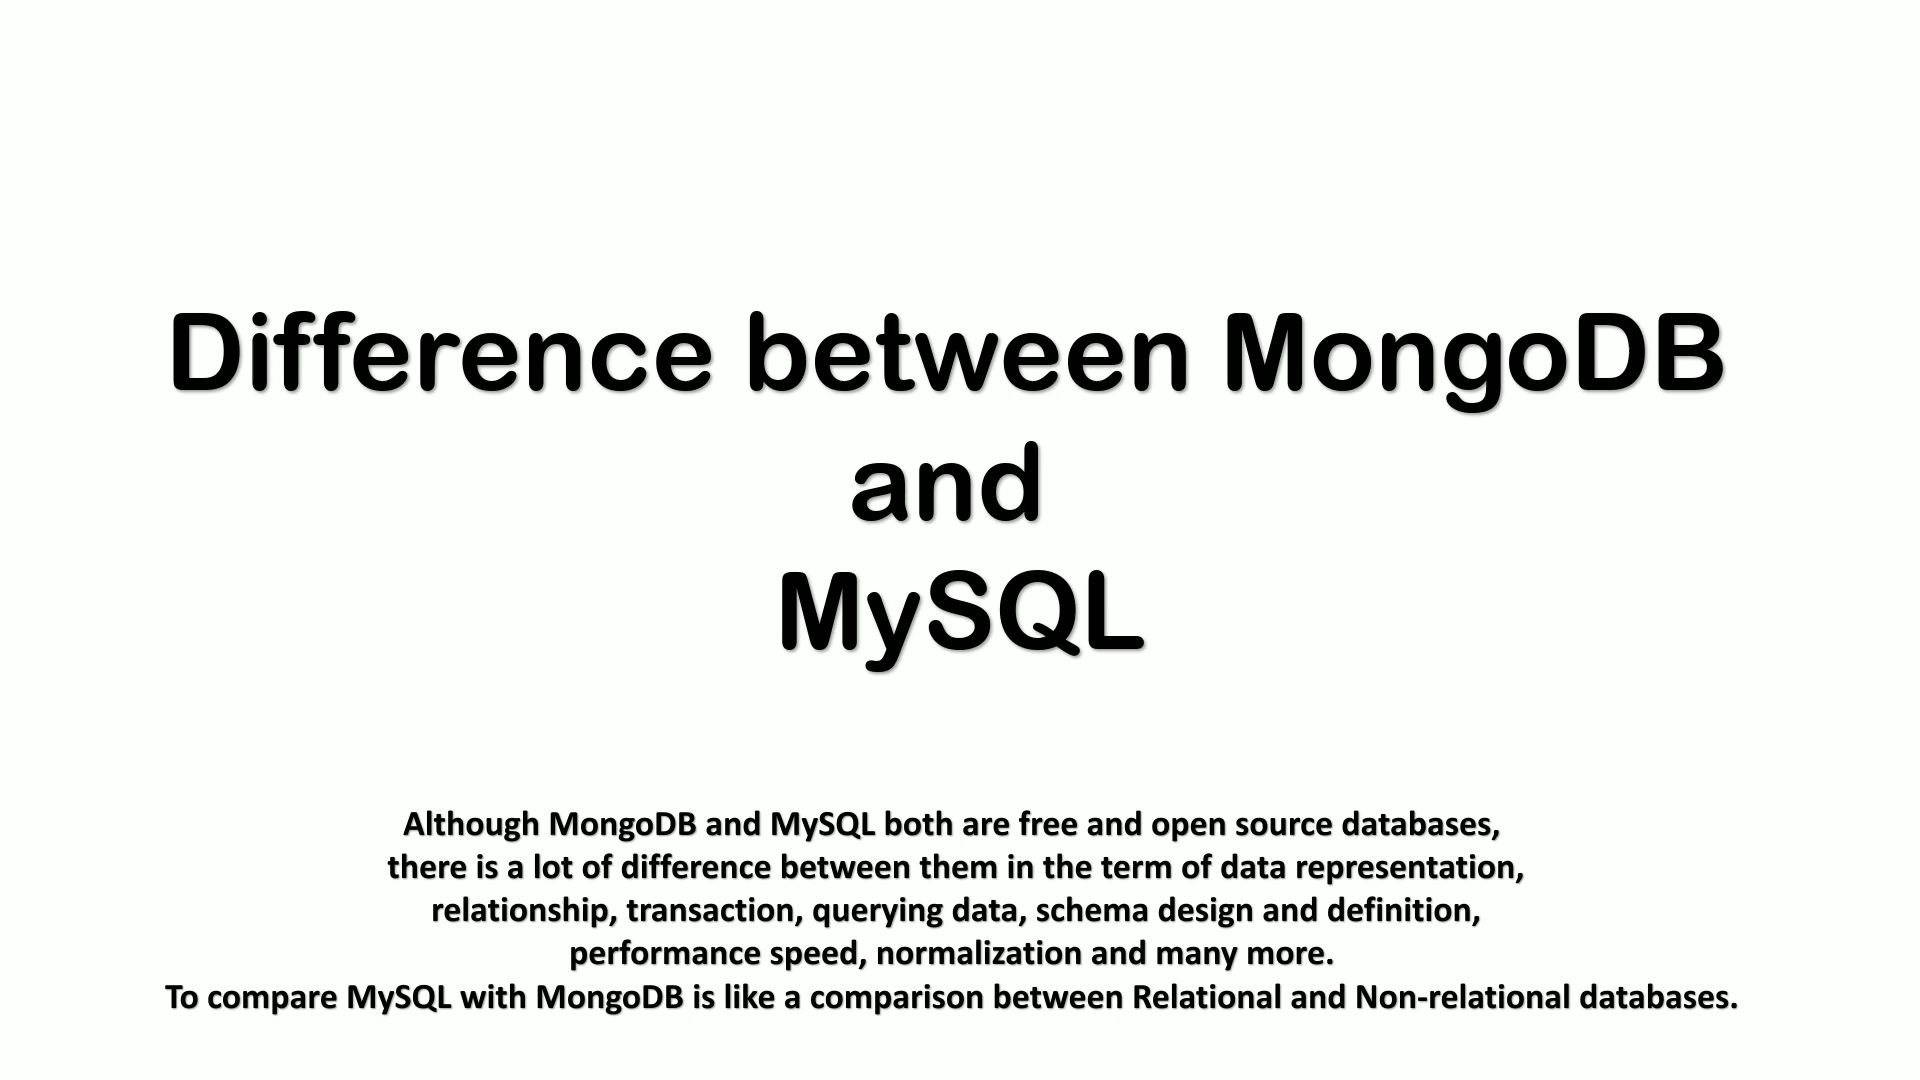 Difference between MongoDB
and
MySQL
Although MongoDB and MySQL both are free and open source databases,
there is a lot of difference between them in the term of data representation,
relationship, transaction, querying data, schema design and definition,
performance speed, normalization and many more.
To compare MySQL with MongoDB is like a comparison between Relational and Non-relational databases.